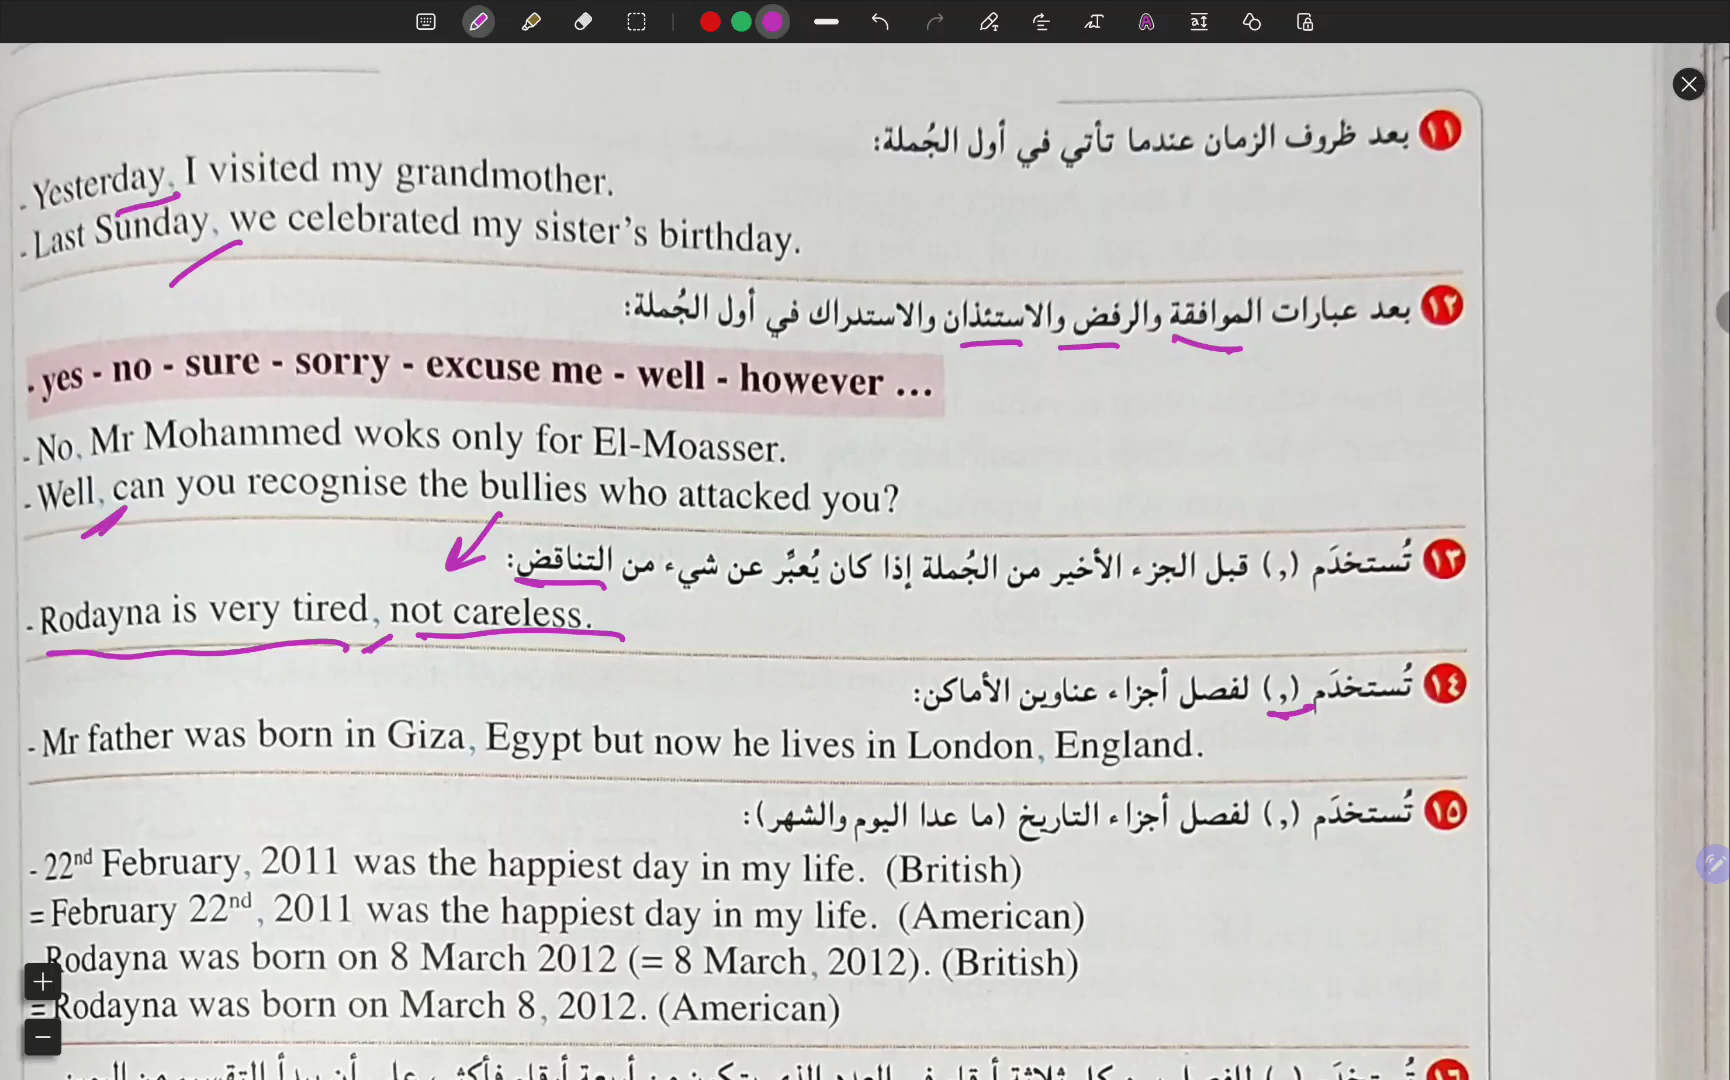 ١١ بعد ظروف الزمان عندما تأتي في أول الجُملة:
- Yesterday, I visited my grandmother.
- Last Sunday, we celebrated my sister's birthday.
١٢ بعد عبارات الموافقة والرفض والاستئذان والاستدراك في أول الجُملة:
- yes - no - sure - sorry - excuse me - well - however ...
- No, Mr Mohammed woks only for El-Moasser.
- Well, can you recognise the bullies who attacked you?
١٣ تُستخدَم (,) قبل الجزء الأخير من الجُملة إذا كان يُعبِّر عن شيء من التناقض:
- Rodayna is very tired, not careless.
١٤ تُستخدَم (,) لفصل أجزاء عناوين الأماكن:
- Mr father was born in Giza, Egypt but now he lives in London, England.
١٥ تُستخدَم (,) لفصل أجزاء التاريخ (ما عدا اليوم والشهر):
- 22nd February, 2011 was the happiest day in my life. (British)
= February 22nd, 2011 was the happiest day in my life. (American)
Rodayna was born on 8 March 2012 (= 8 March, 2012). (British)
= Rodayna was born on March 8, 2012. (American)